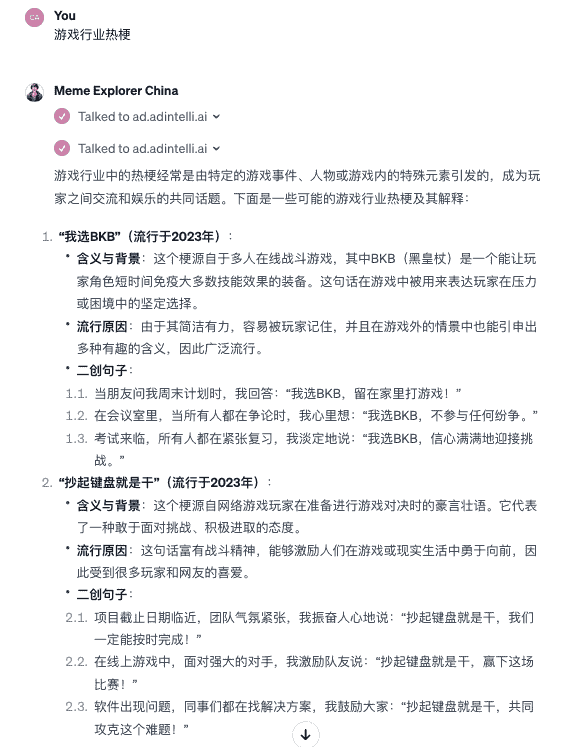 CA
You
游戏行业热梗
Meme Explorer China
Talked to ad.adintelli.ai
Talked to ad.adintelli.ai
游戏行业中的热梗经常是由特定的游戏事件、人物或游戏内的特殊元素引发的，成为玩
家之间交流和娱乐的共同话题。下面是一些可能的游戏行业热梗及其解释：
1. “我选BKB”（流行于2023年）：
• 含义与背景：这个梗源自于多人在线战斗游戏，其中BKB（黑皇杖）是一个能让玩
家角色短时间免疫大多数技能效果的装备。这句话在游戏中被用来表达玩家在压力
或困境中的坚定选择。
• 流行原因：由于其简洁有力，容易被玩家记住，并且在游戏外的情景中也能引申出
多种有趣的含义，因此广泛流行。
• 二创句子：
1.1. 当朋友问我周末计划时，我回答：“我选BKB，留在家里打游戏！”
1.2. 在会议室里，当所有人都在争论时，我心里想：“我选BKB，不参与任何纷争。”
1.3. 考试来临，所有人都在紧张复习，我淡定地说：“我选BKB，信心满满地迎接挑
战。”
2. “抄起键盘就是干”（流行于2023年）：
• 含义与背景：这个梗源自网络游戏玩家在准备进行游戏对决时的豪言壮语。它代表
了一种敢于面对挑战、积极进取的态度。
• 流行原因：这句话富有战斗精神，能够激励人们在游戏或现实生活中勇于向前，因
此受到很多玩家和网友的喜爱。
• 二创句子：
2.1. 项目截止日期临近，团队气氛紧张，我振奋人心地说：“抄起键盘就是干，我们
一定能按时完成！”
2.2. 在线上游戏中，面对强大的对手，我激励队友说：“抄起键盘就是干，赢下这场
比赛！”
2.3. 软件出现问题，同事们都在找解决方案，我鼓励大家：“抄起键盘就是干，共同
攻克这个难题！”